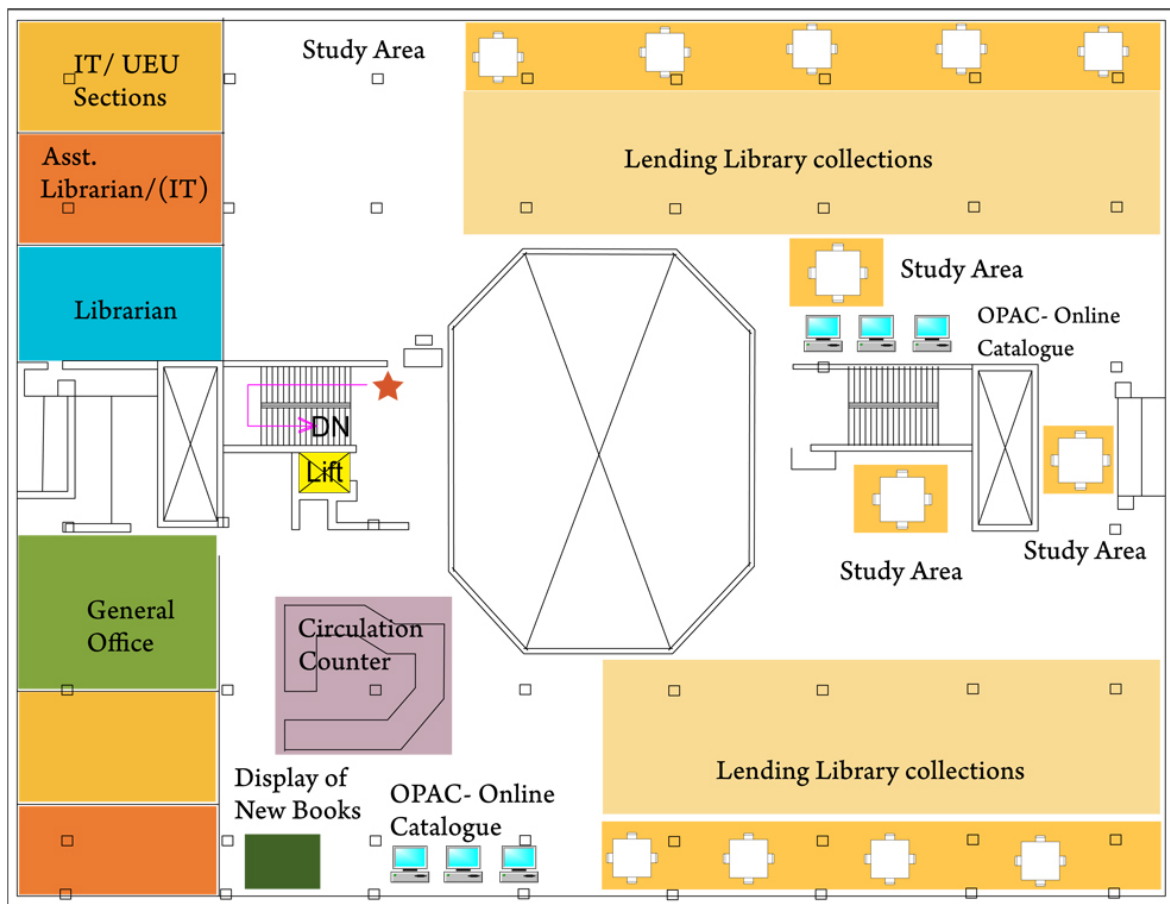 IT/ UEU
Sections
Study Area
Asst.
Librarian/(IT)
Lending Library collections
Librarian
Study Area
OPAC- Online
Catalogue
DN
Lift
Study Area
Study Area
General
Office
Circulation
Counter
Display of
New Books
OPAC- Online
Catalogue
Lending Library collections